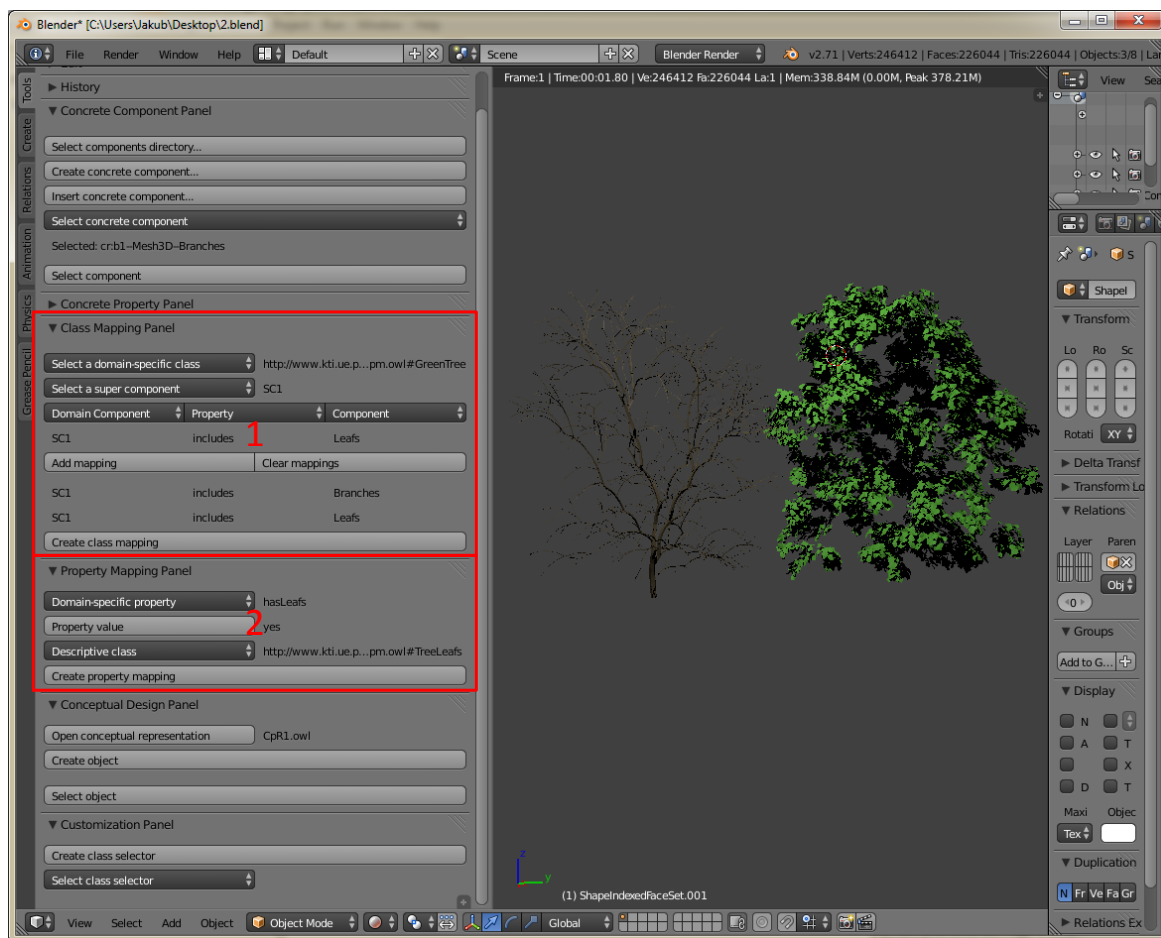 Blender* [C:\Users\Jakub\Desktop\2.blend]
File Render Window Help Default Scene Blender Render v2.71 | Verts:246412 | Faces:226044 | Tris:226044 | Objects:3/8 | La
Frame:1 | Time:00:01.80 | Ve:246412 Fa:226044 La:1 | Mem:338.84M (0.00M, Peak 378.21M)
View Sea
Tools
Create
Relations
Animation
Physics
Grease Pencil
▶ History
▼ Concrete Component Panel
Select components directory...
Create concrete component...
Insert concrete component...
Select concrete component
Selected: cr:b1–Mesh3D–Branches
Select component
▶ Concrete Property Panel
▼ Class Mapping Panel
Select a domain-specific class http://www.kti.ue.p...pm.owl#GreenTree
Select a super component SC1
Domain Component Property Component
SC1 includes 1 Leafs
Add mapping Clear mappings
SC1 includes Branches
SC1 includes Leafs
Create class mapping
▼ Property Mapping Panel
Domain-specific property hasLeafs
Property value 2 yes
Descriptive class http://www.kti.ue.p...pm.owl#TreeLeafs
Create property mapping
▼ Conceptual Design Panel
Open conceptual representation CpR1.owl
Create object
Select object
▼ Customization Panel
Create class selector
Select class selector
z
y
(1) ShapeIndexedFaceSet.001
View Select Add Object Object Mode Global
Cor
S
Shapel
▼ Transform
Lo Ro Sc
Rotati XY
▶ Delta Transf
▶ Transform Lo
▼ Relations
Layer Paren
Obj
0
▼ Groups
Add to G...
▼ Display
N
A T
X
D T
Maxi Objec
Tex
▼ Duplication
N Fr Ve Fa Gr
▶ Relations Ex